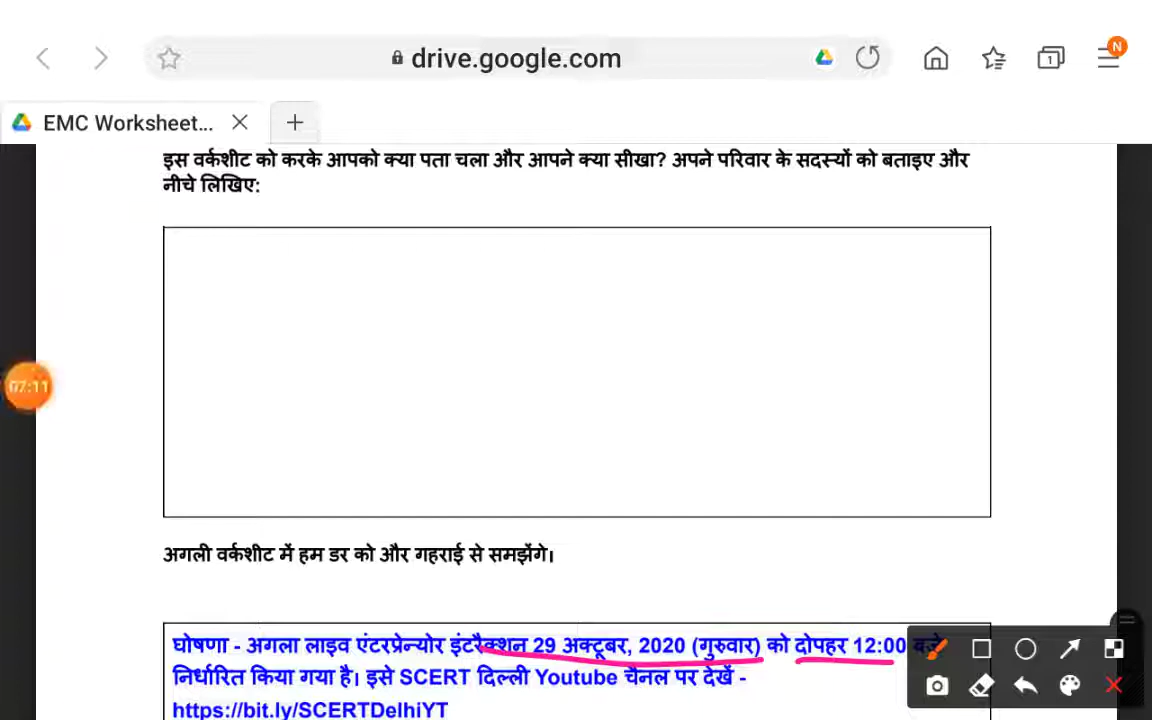 drive.google.com
1
N
EMC Worksheet...
इस वर्कशीट को करके आपको क्या पता चला और आपने क्या सीखा? अपने परिवार के सदस्यों को बताइए और
नीचे लिखिए:
07:11
अगली वर्कशीट में हम डर को और गहराई से समझेंगे।
घोषणा - अगला लाइव एंटरप्रेन्योर इंटरैक्शन 29 अक्टूबर, 2020 (गुरुवार) को दोपहर 12:00 बजे
निर्धारित किया गया है। इसे SCERT दिल्ली Youtube चैनल पर देखें -
https://bit.ly/SCERTDelhiYT